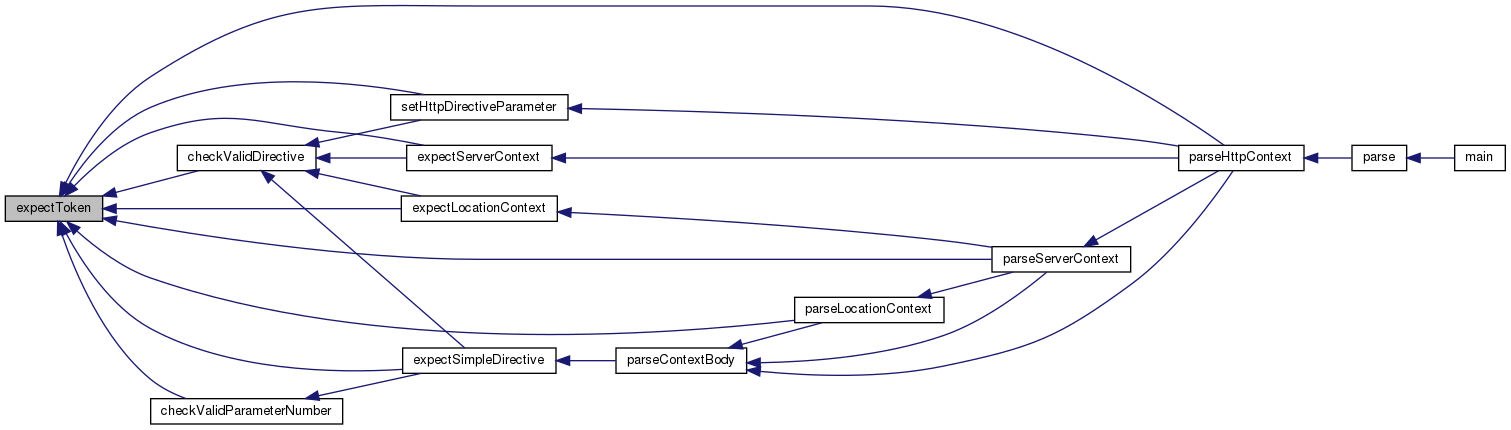 setHttpDirectiveParameter
checkValidDirective
expectServerContext
parseHttpContext
parse
main
expectToken
expectLocationContext
parseServerContext
parseLocationContext
expectSimpleDirective
parseContextBody
checkValidParameterNumber